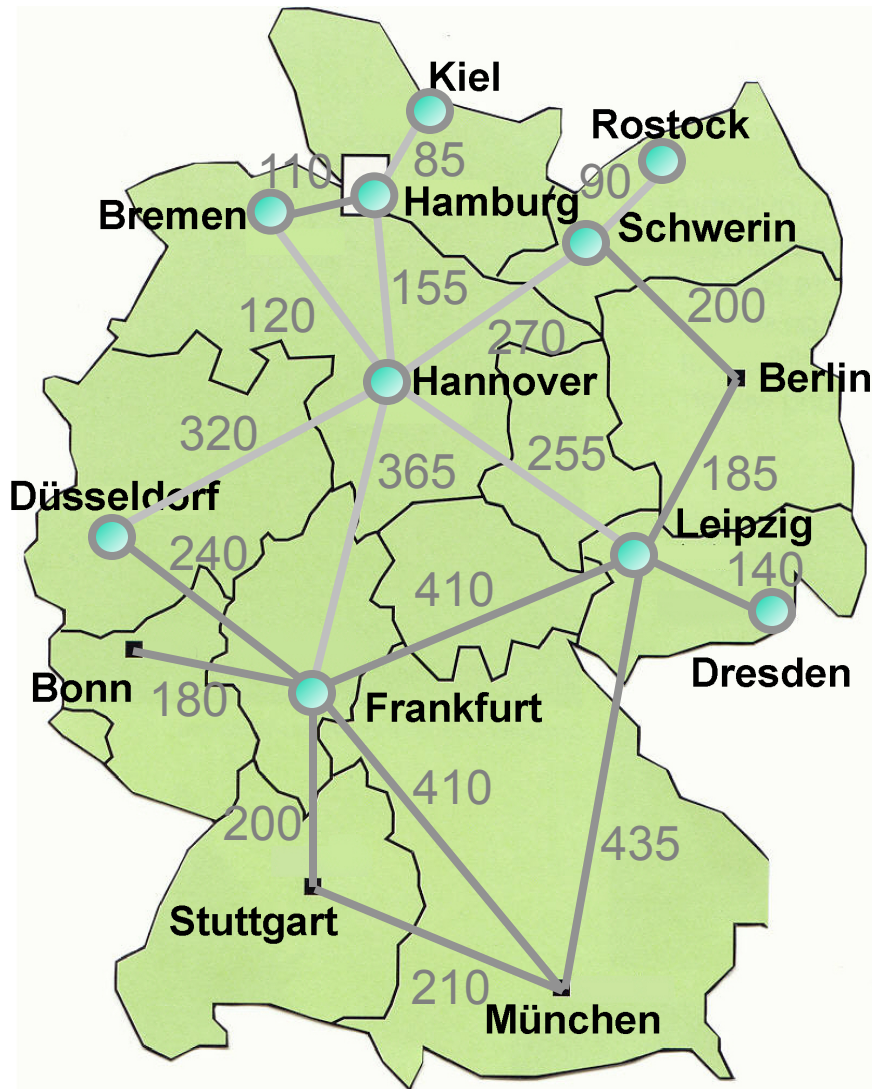 Kiel
Rostock
110
85
90
Bremen
Hamburg
Schwerin
155
200
120
270
Hannover
Berlin
320
255
365
185
Düsseldorf
Leipzig
240
140
410
Bonn
180
Dresden
Frankfurt
410
200
435
Stuttgart
210
München